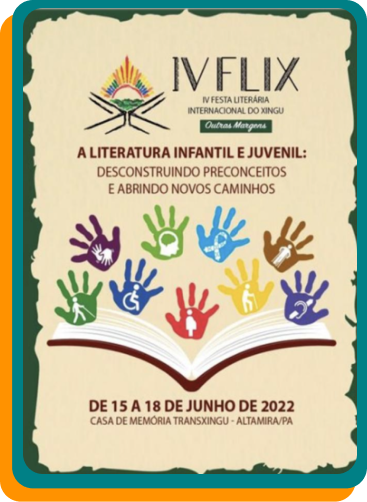 IV FLIX
IV FESTA LITERÁRIA
INTERNACIONAL DO XINGU
Outras Margens
A LITERATURA INFANTIL E JUVENIL:
DESCONSTRUINDO PRECONCEITOS
E ABRINDO NOVOS CAMINHOS
DE 15 A 18 DE JUNHO DE 2022
CASA DE MEMÓRIA TRANSXINGU - ALTAMIRA/PA